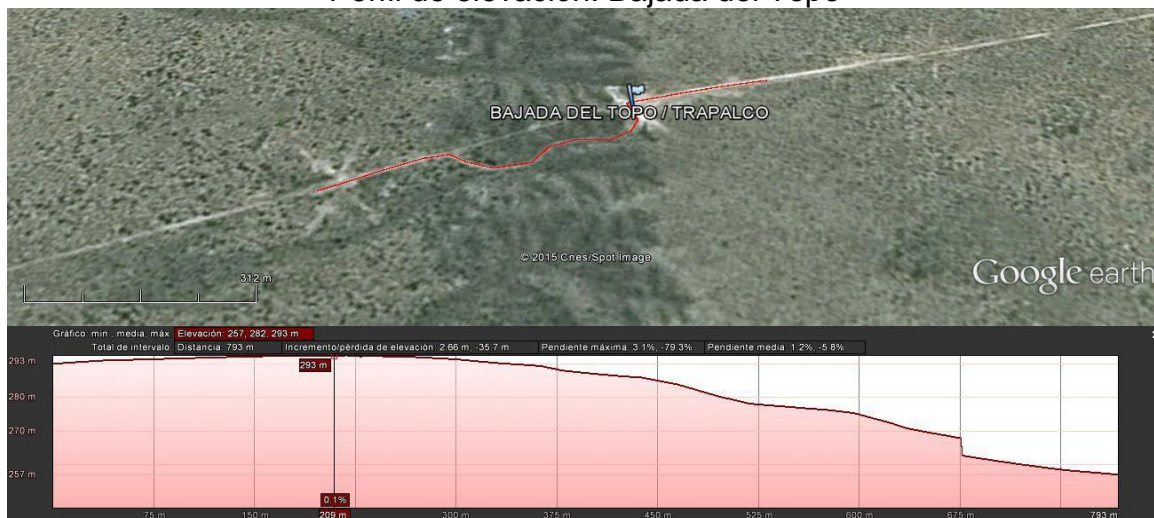 Perfil de elevación: Bajada del Topo
BAJADA DEL TOPO / TRAPALCO
© 2015 Cnes/Spot Image
312 m
Google earth
Gráfico: min., media, máx. Elevación: 257, 282, 293 m
Total de intervalo: Distancia: 793 m Incremento/pérdida de elevación: 2.66 m, -35.7 m Pendiente máxima: 3.1%, -79.3% Pendiente media: 1.2%, -5.8%
293 m
293 m
280 m
270 m
257 m
0.1%
75 m 150 m 209 m 300 m 375 m 450 m 525 m 600 m 675 m 793 m